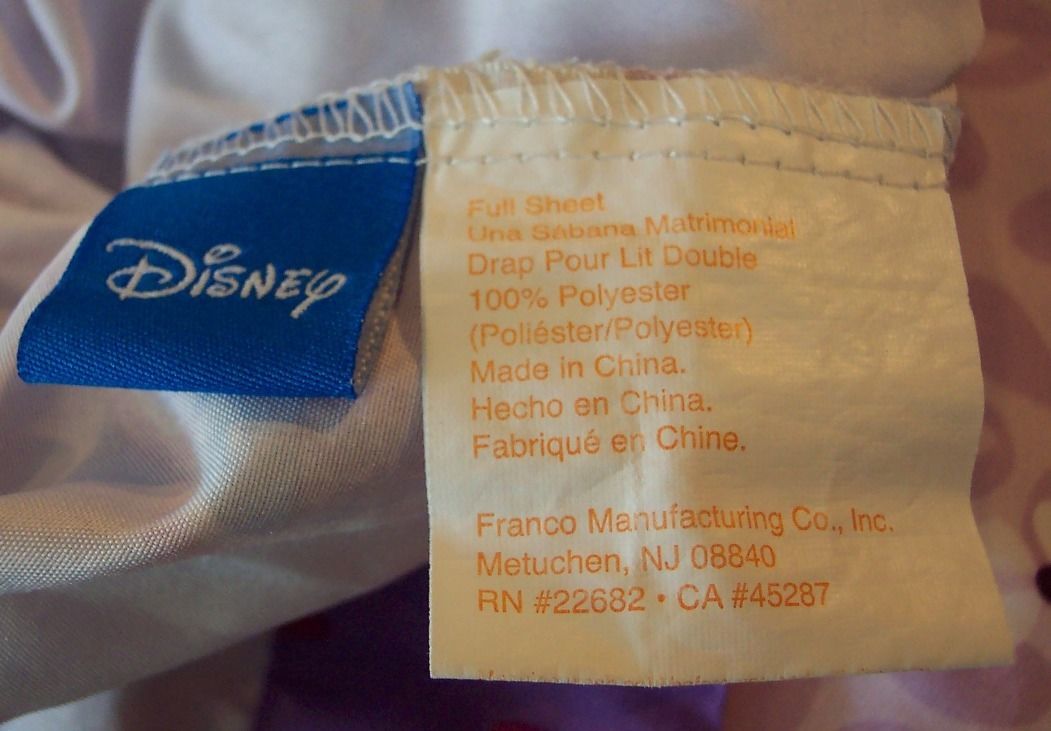 Disney
Full Sheet
Una Sábana Matrimonial
Drap Pour Lit Double
100% Polyester
(Poliéster/Polyester)
Made in China.
Hecho en China.
Fabriqué en Chine.
Franco Manufacturing Co., Inc.
Metuchen, NJ 08840
RN #22682 • CA #45287